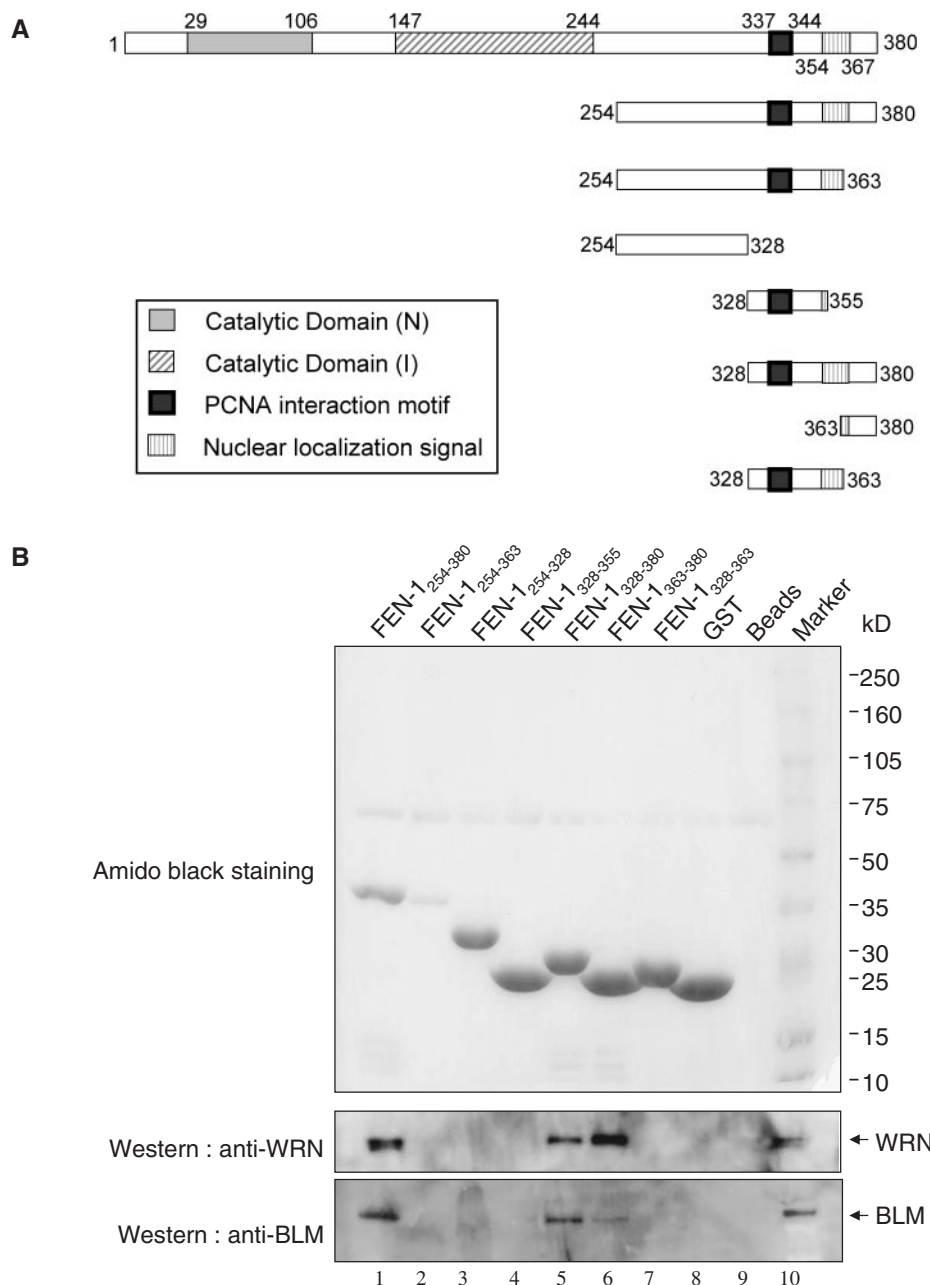 A
29 106 147 244 337 344
1 380
354 367
254 380
254 363
254 328
328 355
328 380
363 380
328 363
Catalytic Domain (N)
Catalytic Domain (I)
PCNA interaction motif
Nuclear localization signal
B
FEN-1254-380
FEN-1254-363
FEN-1254-328
FEN-1328-355
FEN-1328-380
FEN-1363-380
FEN-1328-363
GST
Beads
Marker
kD
250
160
105
75
50
35
30
25
15
10
Amido black staining
Western : anti-WRN
WRN
Western : anti-BLM
BLM
1 2 3 4 5 6 7 8 9 10